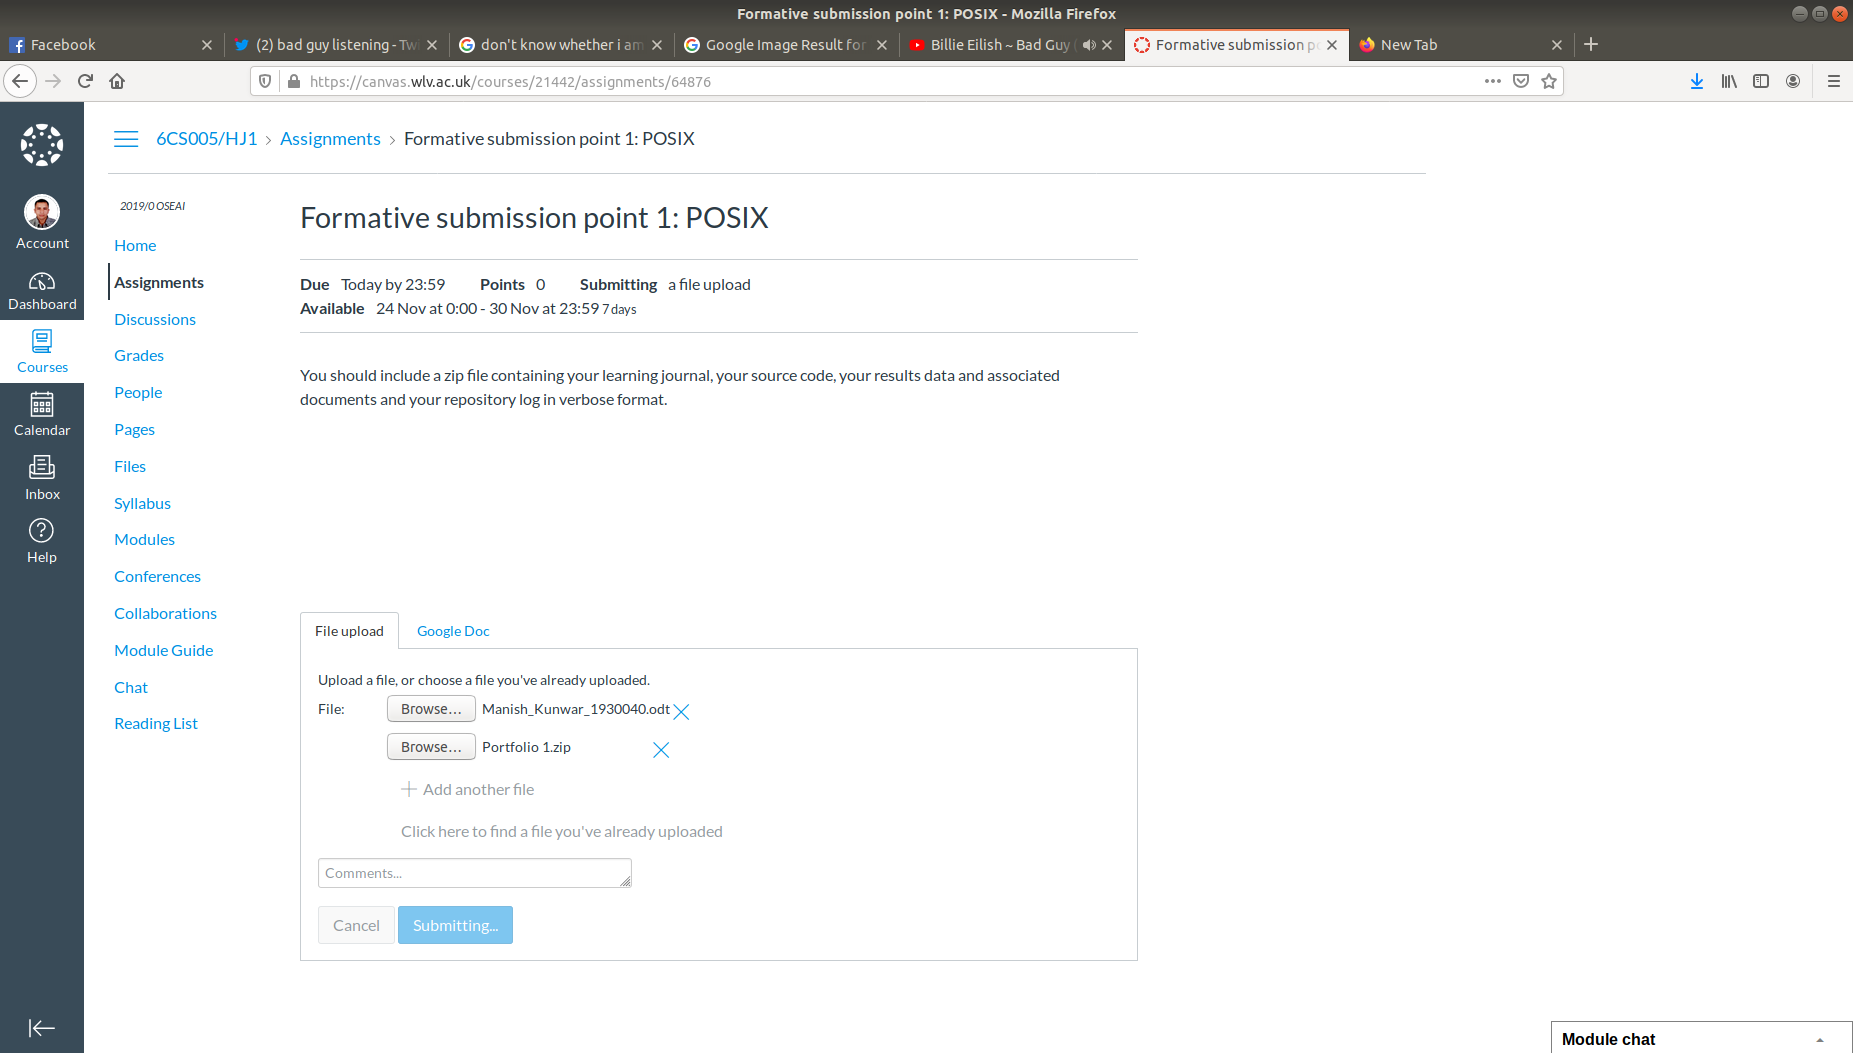 Formative submission point 1: POSIX - Mozilla Firefox
Facebook
(2) bad guy listening - Tw
don't know whether i am
Google Image Result for
Billie Eilish ~ Bad Guy (
Formative submission p
New Tab
https://canvas.wlv.ac.uk/courses/21442/assignments/64876
6CS005/HJ1 > Assignments > Formative submission point 1: POSIX
Account
Dashboard
Courses
Calendar
Inbox
Help
2019/0 OSEAI
Home
Assignments
Discussions
Grades
People
Pages
Files
Syllabus
Modules
Conferences
Collaborations
Module Guide
Chat
Reading List
Formative submission point 1: POSIX
Due Today by 23:59 Points 0 Submitting a file upload
Available 24 Nov at 0:00 - 30 Nov at 23:59 7 days
You should include a zip file containing your learning journal, your source code, your results data and associated
documents and your repository log in verbose format.
File upload
Google Doc
Upload a file, or choose a file you've already uploaded.
File: Browse... Manish_Kunwar_1930040.odt
Browse... Portfolio 1.zip
Add another file
Click here to find a file you've already uploaded
Comments...
Cancel
Submitting...
Module chat